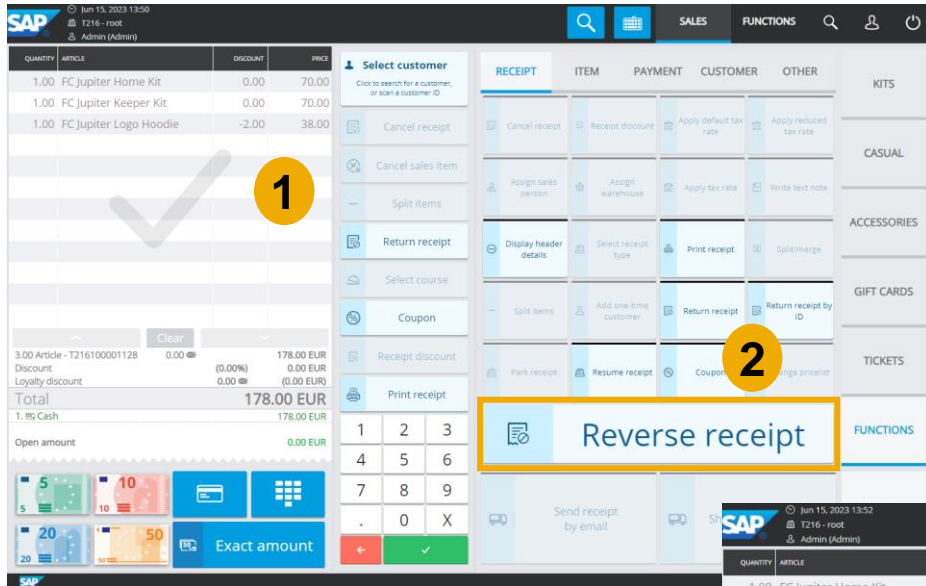 SAP
Jun 15, 2023 13:50
T216 - root
Admin (Admin)
SALES
FUNCTIONS
QUANTITY ARTICLE DISCOUNT PRICE
1.00 FC Jupiter Home Kit 0.00 70.00
1.00 FC Jupiter Keeper Kit 0.00 70.00
1.00 FC Jupiter Logo Hoodie -2.00 38.00
1
Clear
3.00 Article - T216100001128 0.00 178.00 EUR
Discount (0.00%) 0.00 EUR
Loyalty discount 0.00 (0.00 EUR)
Total 178.00 EUR
1. Cash 178.00 EUR
Open amount 0.00 EUR
5
5
10
10
20
20
50
50
Exact amount
SAP
Select customer
Click to search for a customer,
or scan a customer ID
Cancel receipt
Cancel sales item
Split items
Return receipt
Select course
Coupon
Receipt discount
Print receipt
1 2 3
4 5 6
7 8 9
. 0 X
RECEIPT ITEM PAYMENT CUSTOMER OTHER
Cancel receipt
Receipt discount
Apply default tax
rate
Apply reduced
tax rate
Assign sales
person
Assign
warehouse
Apply tax rate
Write text note
Display header
details
Select receipt
type
Print receipt
Split/merge
Split items
Add one-time
customer
Return receipt
Return receipt by
ID
Park receipt
Resume receipt
Coupon
2
pricelist
Reverse receipt
Send receipt
by email
KITS
CASUAL
ACCESSORIES
GIFT CARDS
TICKETS
FUNCTIONS
SAP
Jun 15, 2023 13:52
T216 - root
Admin (Admin)
QUANTITY ARTICLE
1.00 FC Jupiter Home Kit